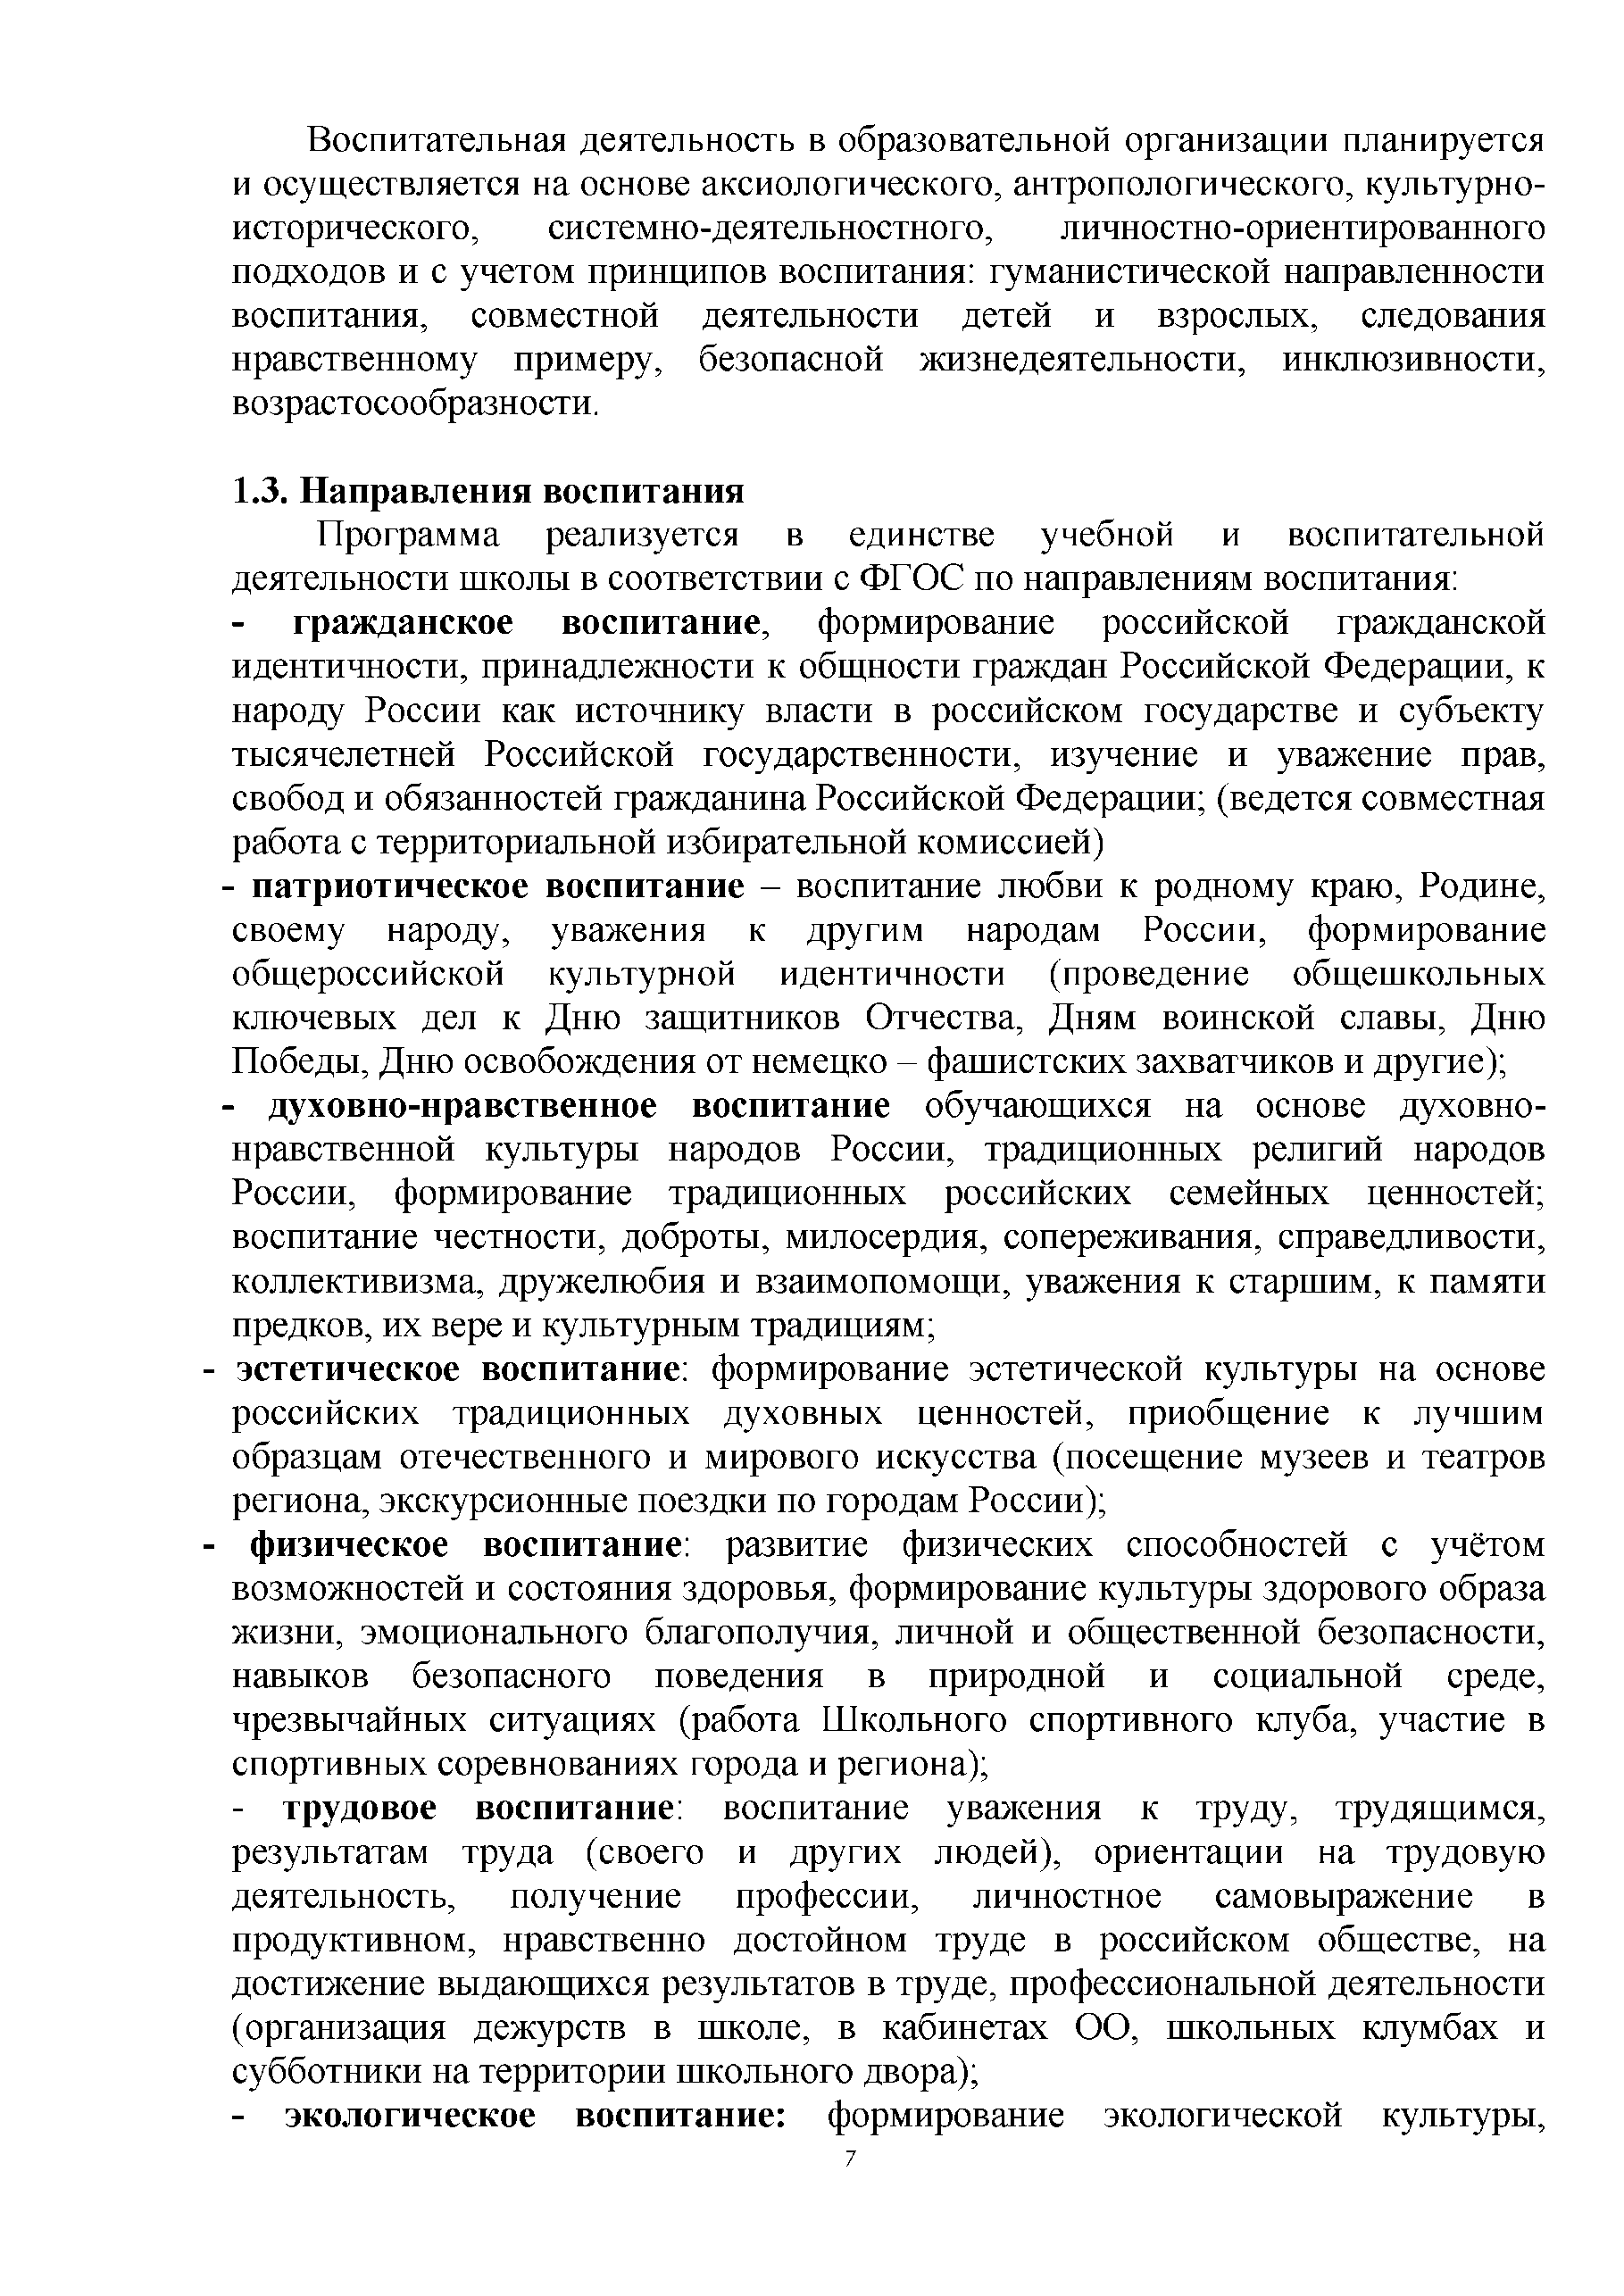 Воспитательная деятельность в образовательной организации планируется
и осуществляется на основе аксиологического, антропологического, культурно-
исторического, системно-деятельностного, личностно-ориентированного
подходов и с учетом принципов воспитания: гуманистической направленности
воспитания, совместной деятельности детей и взрослых, следования
нравственному примеру, безопасной жизнедеятельности, инклюзивности,
возрастосообразности.
1.3. Направления воспитания
Программа реализуется в единстве учебной и воспитательной
деятельности школы в соответствии с ФГОС по направлениям воспитания:
- гражданское воспитание, формирование российской гражданской
идентичности, принадлежности к общности граждан Российской Федерации, к
народу России как источнику власти в российском государстве и субъекту
тысячелетней Российской государственности, изучение и уважение прав,
свобод и обязанностей гражданина Российской Федерации; (ведется совместная
работа с территориальной избирательной комиссией)
- патриотическое воспитание – воспитание любви к родному краю, Родине,
своему народу, уважения к другим народам России, формирование
общероссийской культурной идентичности (проведение общешкольных
ключевых дел к Дню защитников Отчества, Дням воинской славы, Дню
Победы, Дню освобождения от немецко – фашистских захватчиков и другие);
- духовно-нравственное воспитание обучающихся на основе духовно-
нравственной культуры народов России, традиционных религий народов
России, формирование традиционных российских семейных ценностей;
воспитание честности, доброты, милосердия, сопереживания, справедливости,
коллективизма, дружелюбия и взаимопомощи, уважения к старшим, к памяти
предков, их вере и культурным традициям;
- эстетическое воспитание: формирование эстетической культуры на основе
российских традиционных духовных ценностей, приобщение к лучшим
образцам отечественного и мирового искусства (посещение музеев и театров
региона, экскурсионные поездки по городам России);
- физическое воспитание: развитие физических способностей с учётом
возможностей и состояния здоровья, формирование культуры здорового образа
жизни, эмоционального благополучия, личной и общественной безопасности,
навыков безопасного поведения в природной и социальной среде,
чрезвычайных ситуациях (работа Школьного спортивного клуба, участие в
спортивных соревнованиях города и региона);
- трудовое воспитание: воспитание уважения к труду, трудящимся,
результатам труда (своего и других людей), ориентации на трудовую
деятельность, получение профессии, личностное самовыражение в
продуктивном, нравственно достойном труде в российском обществе, на
достижение выдающихся результатов в труде, профессиональной деятельности
(организация дежурств в школе, в кабинетах ОО, школьных клумбах и
субботники на территории школьного двора);
- экологическое воспитание: формирование экологической культуры,
7